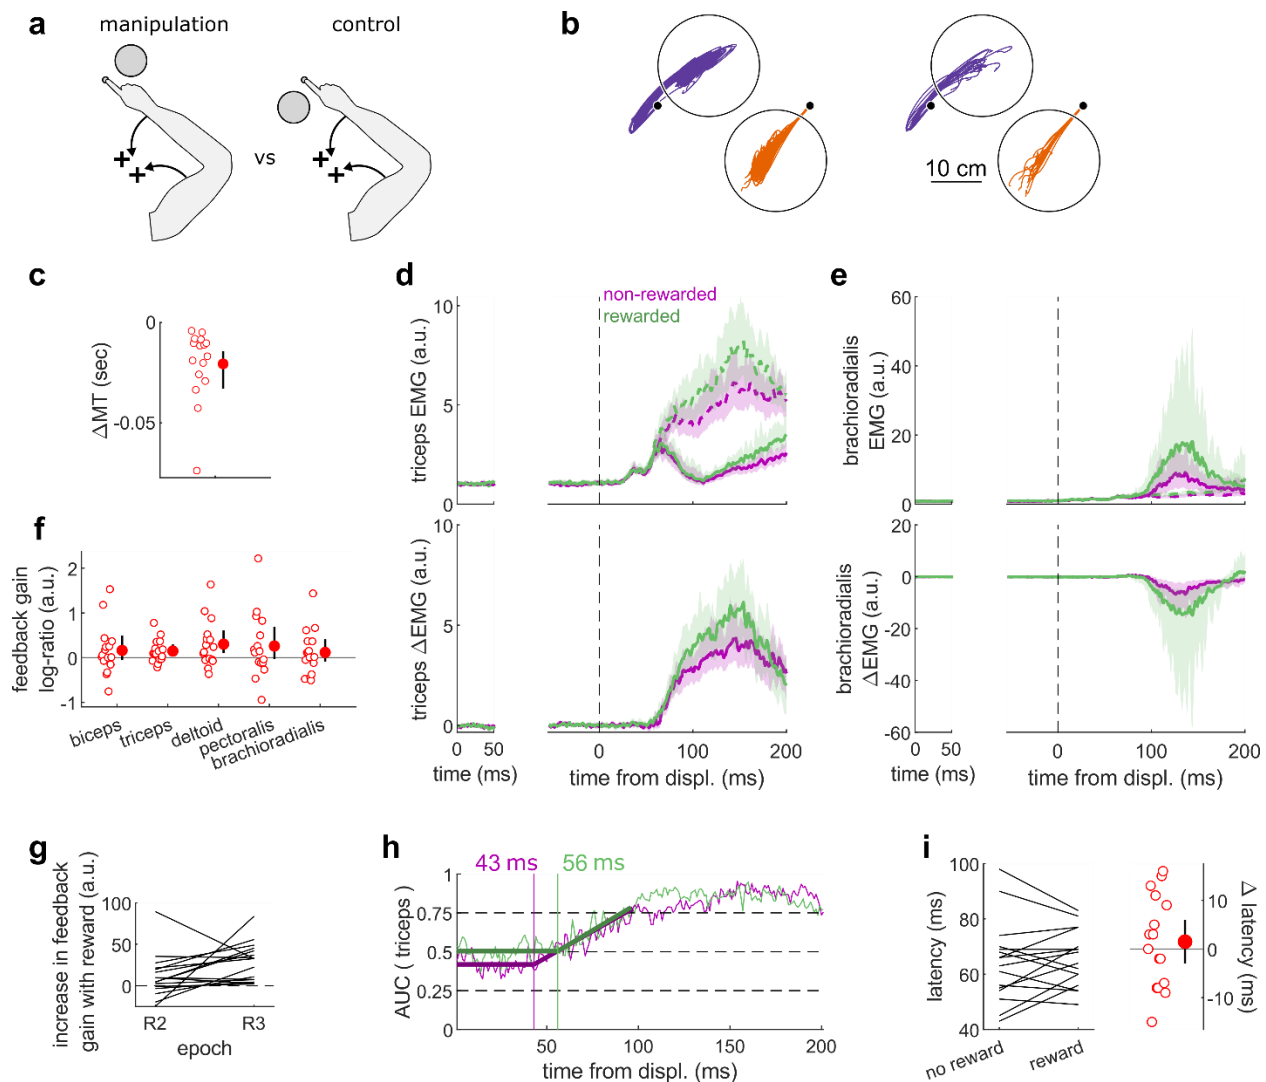 a
manipulation
control
vs
b
10 cm
c
0
-0.05
ΔMT (sec)
d
non-rewarded
rewarded
10
5
0
triceps EMG (a.u.)
10
5
0
triceps ΔEMG (a.u.)
0 50
time (ms)
0 100 200
time from displ. (ms)
e
60
40
20
0
brachioradialis
EMG (a.u.)
20
0
-20
-40
-60
brachioradialis
ΔEMG (a.u.)
0 50
time (ms)
0 100 200
time from displ. (ms)
f
2
1
0
-1
feedback gain
log-ratio (a.u.)
biceps
triceps
deltoid
pectoralis
brachioradialis
g
100
50
0
increase in feedback
gain with reward (a.u.)
R2 R3
epoch
h
43 ms 56 ms
1
0.75
0.5
0.25
0
AUC ( triceps )
50 100 150 200
time from displ. (ms)
i
100
80
60
40
latency (ms)
no reward
reward
10
0
-10
Δ latency (ms)